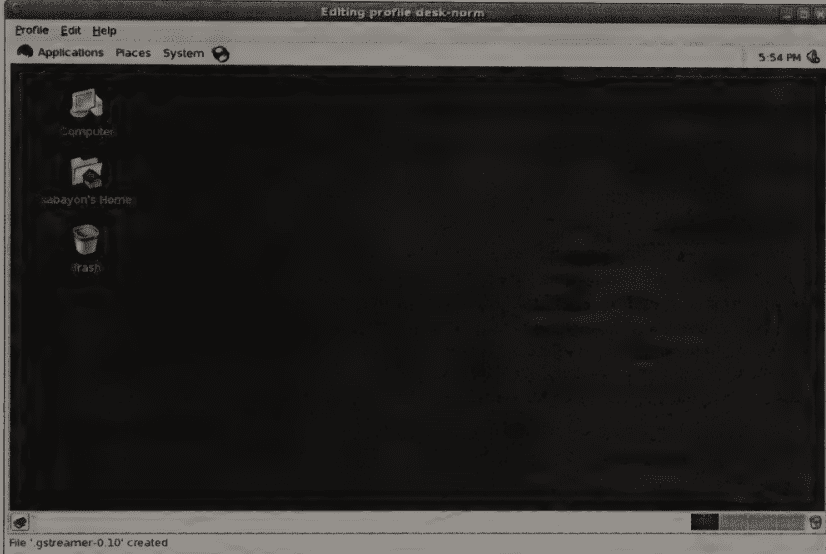 Editing profile desk-norm
Profile Edit Help
Applications Places System
5:54 PM
Computer
sabayon's Home
Trash
File '.gstreamer-0.10' created